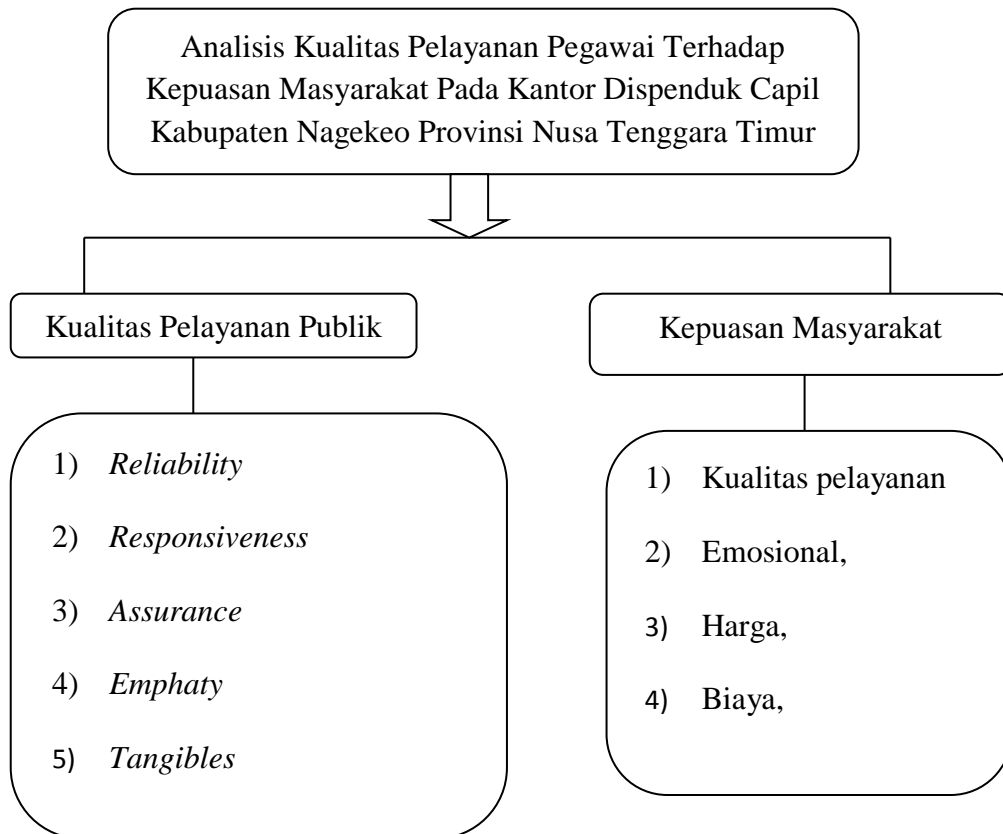 Analisis Kualitas Pelayanan Pegawai Terhadap
Kepuasan Masyarakat Pada Kantor Dispenduk Capil
Kabupaten Nagekeo Provinsi Nusa Tenggara Timur
Kualitas Pelayanan Publik
Kepuasan Masyarakat
1) Reliability
2) Responsiveness
3) Assurance
4) Emphaty
5) Tangibles
1) Kualitas pelayanan
2) Emosional,
3) Harga,
4) Biaya,